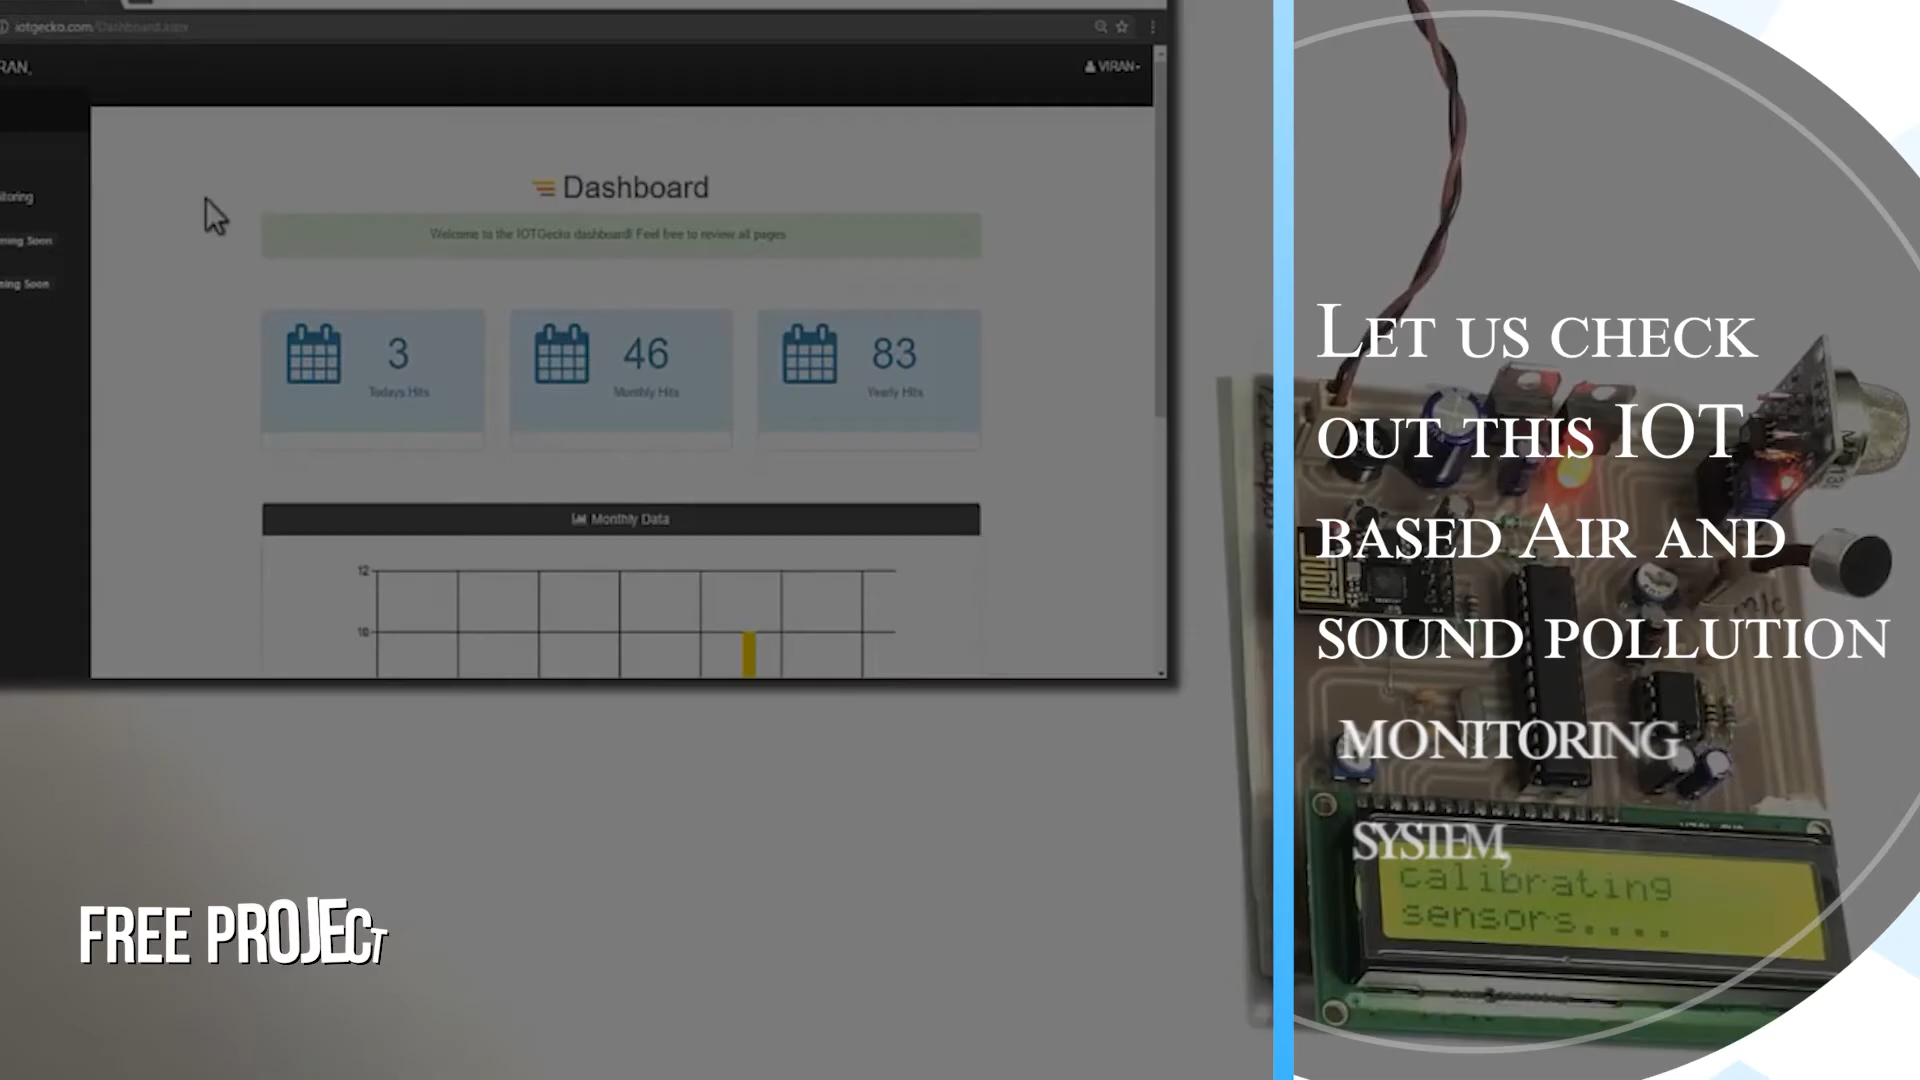 iotgecko.com/Dashboard.aspx
RAN,
VIRAN
itoring
ming Soon
ming Soon
Dashboard
Welcome to the IOTGecko dashboard! Feel free to review all pages
3
Todays Hits
46
Monthly Hits
83
Yearly Hits
Monthly Data
12
10
FREE PROJECT
LET US CHECK
OUT THIS IOT
BASED AIR AND
SOUND POLLUTION
MONITORING
SYSTEM,
m/c
calibrating
sensors....